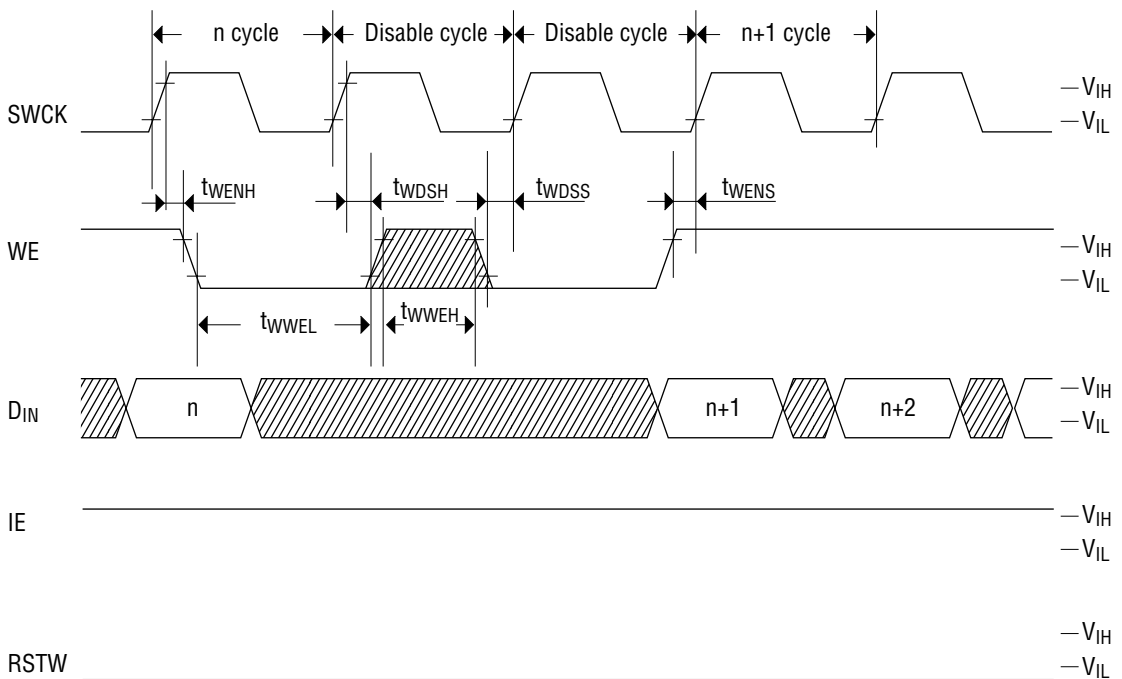 n cycle Disable cycle Disable cycle n+1 cycle
SWCK —VIH
—VIL
tWENH tWDSH tWDSS tWENS
WE —VIH
—VIL
tWWEL tWWEH
DIN n n+1 n+2 —VIH
—VIL
IE —VIH
—VIL
—VIH
RSTW —VIL